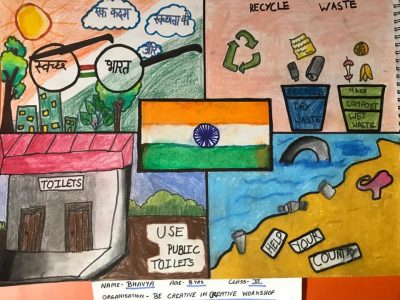 एक कदम
स्वच्छता की
ओर
स्वच्छ भारत
RECYCLE WASTE
RECYCLE
DRY
WASTE
MAKE
COMPOST
WET
WASTE
TOILETS
USE
PUBLIC
TOILETS
HELP
YOUR
COUNTRY
NAME- BHAVYA AGE- 8 YRS CLASS- III
ORGANISATION - BE CREATIVE IN CREATIVE WORKSHOP